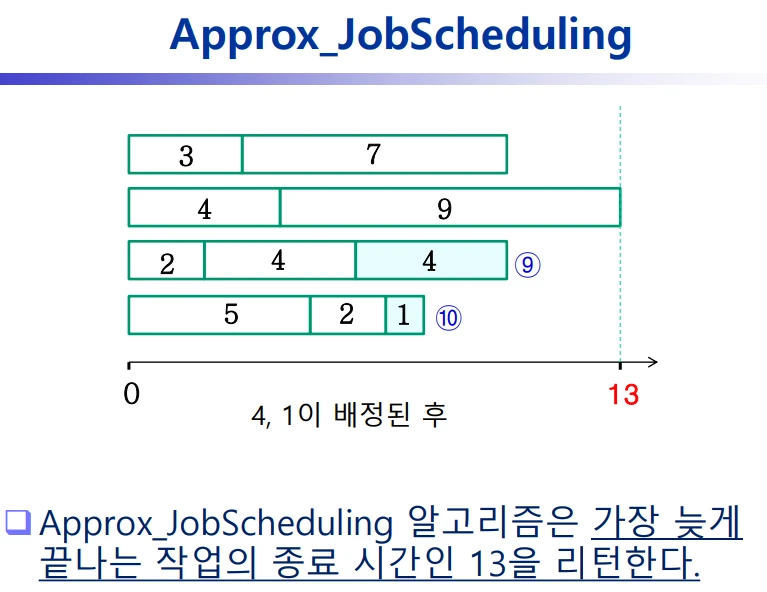 Approx_JobScheduling
3 7
4 9
2 4 4 ⑨
5 2 1 ⑩
0 13
4, 1이 배정된 후
Approx_JobScheduling 알고리즘은 가장 늦게
끝나는 작업의 종료 시간인 13을 리턴한다.